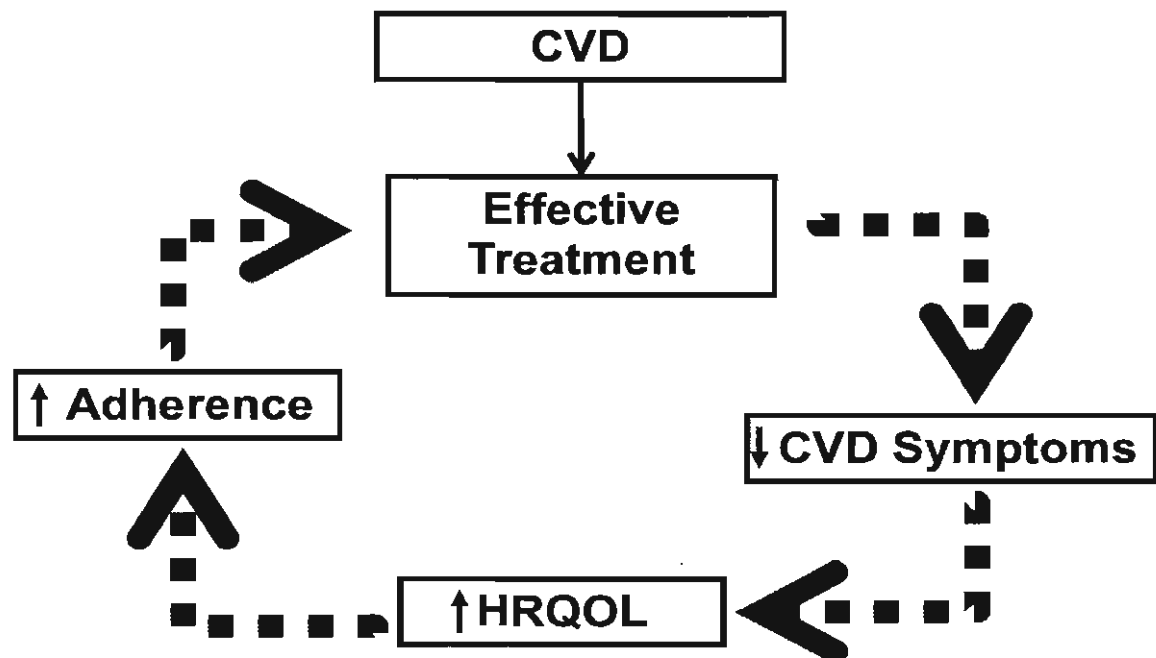 CVD
Effective
Treatment
↑ Adherence
↓ CVD Symptoms
↑ HRQOL